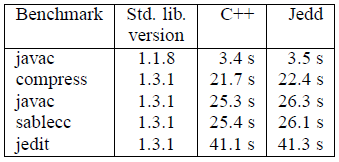 Benchmark Std. lib. C++ Jedd
version
javac 1.1.8 3.4 s 3.5 s
compress 1.3.1 21.7 s 22.4 s
javac 1.3.1 25.3 s 26.3 s
sablecc 1.3.1 25.4 s 26.1 s
jedit 1.3.1 41.1 s 41.3 s